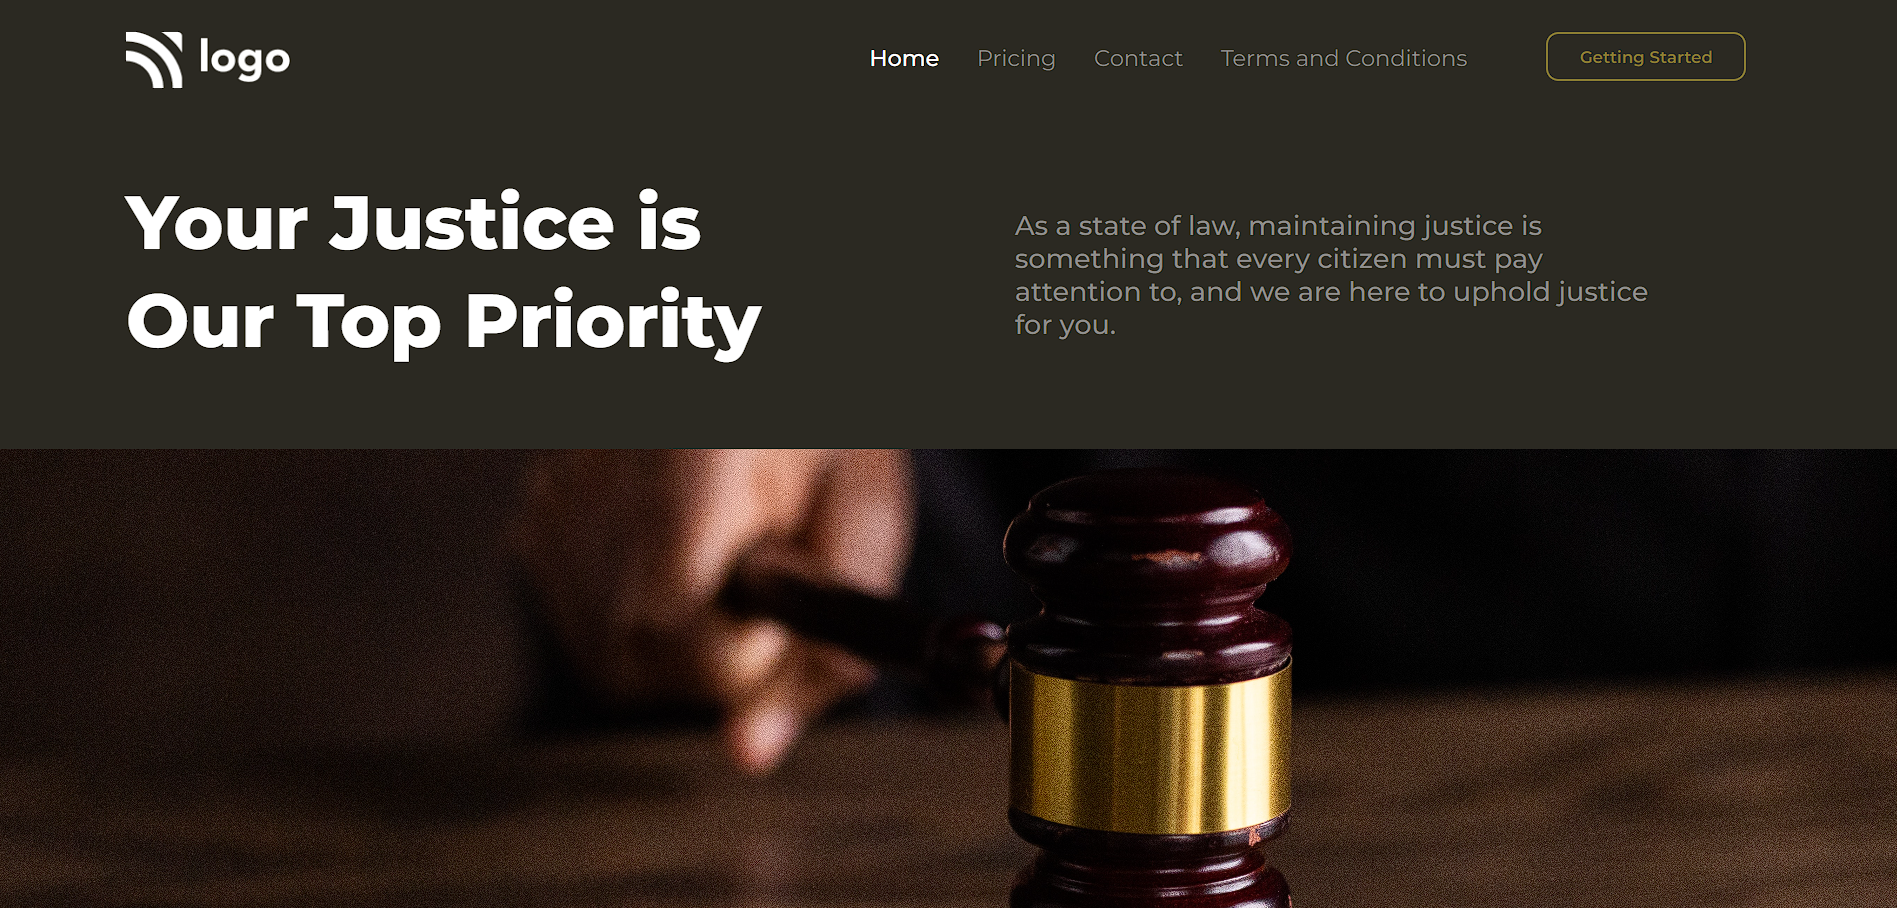 logo
Home Pricing Contact Terms and Conditions Getting Started
Your Justice is
Our Top Priority
As a state of law, maintaining justice is
something that every citizen must pay
attention to, and we are here to uphold justice
for you.